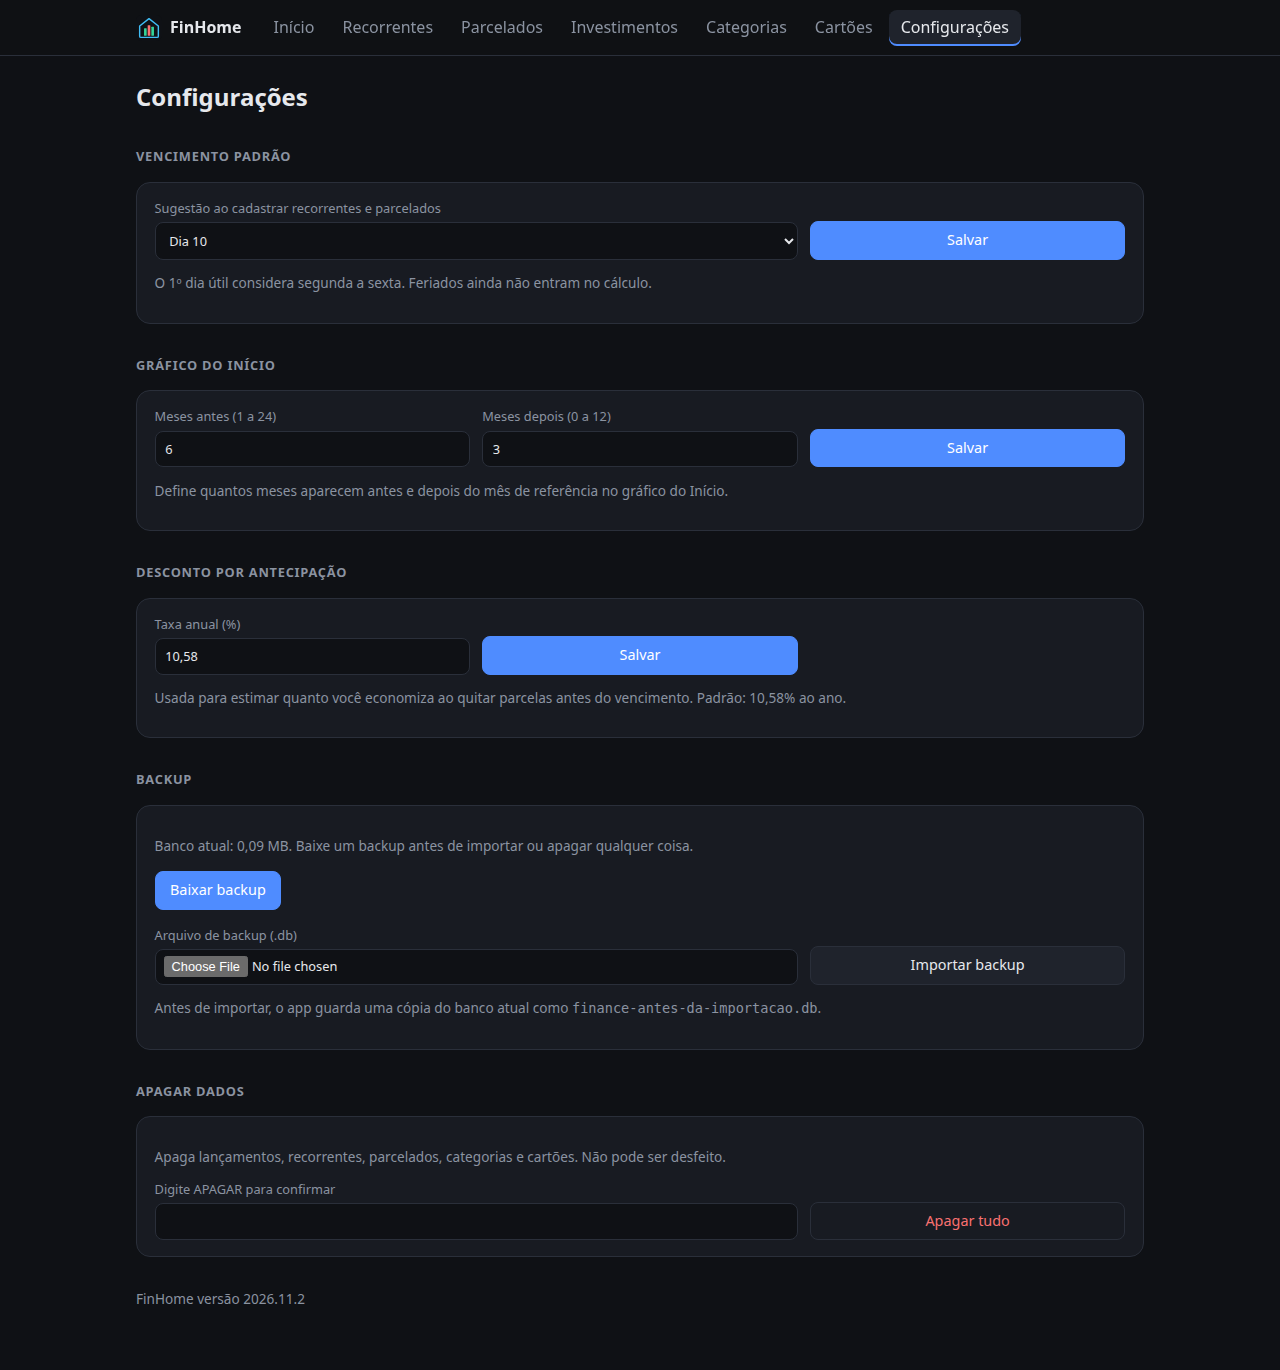 FinHome Início Recorrentes Parcelados Investimentos Categorias Cartões Configurações
Configurações
VENCIMENTO PADRÃO
Sugestão ao cadastrar recorrentes e parcelados
Dia 10 Salvar
O 1º dia útil considera segunda a sexta. Feriados ainda não entram no cálculo.
GRÁFICO DO INÍCIO
Meses antes (1 a 24) Meses depois (0 a 12)
6 3 Salvar
Define quantos meses aparecem antes e depois do mês de referência no gráfico do Início.
DESCONTO POR ANTECIPAÇÃO
Taxa anual (%)
10,58 Salvar
Usada para estimar quanto você economiza ao quitar parcelas antes do vencimento. Padrão: 10,58% ao ano.
BACKUP
Banco atual: 0,09 MB. Baixe um backup antes de importar ou apagar qualquer coisa.
Baixar backup
Arquivo de backup (.db)
Choose File No file chosen Importar backup
Antes de importar, o app guarda uma cópia do banco atual como finance-antes-da-importacao.db.
APAGAR DADOS
Apaga lançamentos, recorrentes, parcelados, categorias e cartões. Não pode ser desfeito.
Digite APAGAR para confirmar
Apagar tudo
FinHome versão 2026.11.2